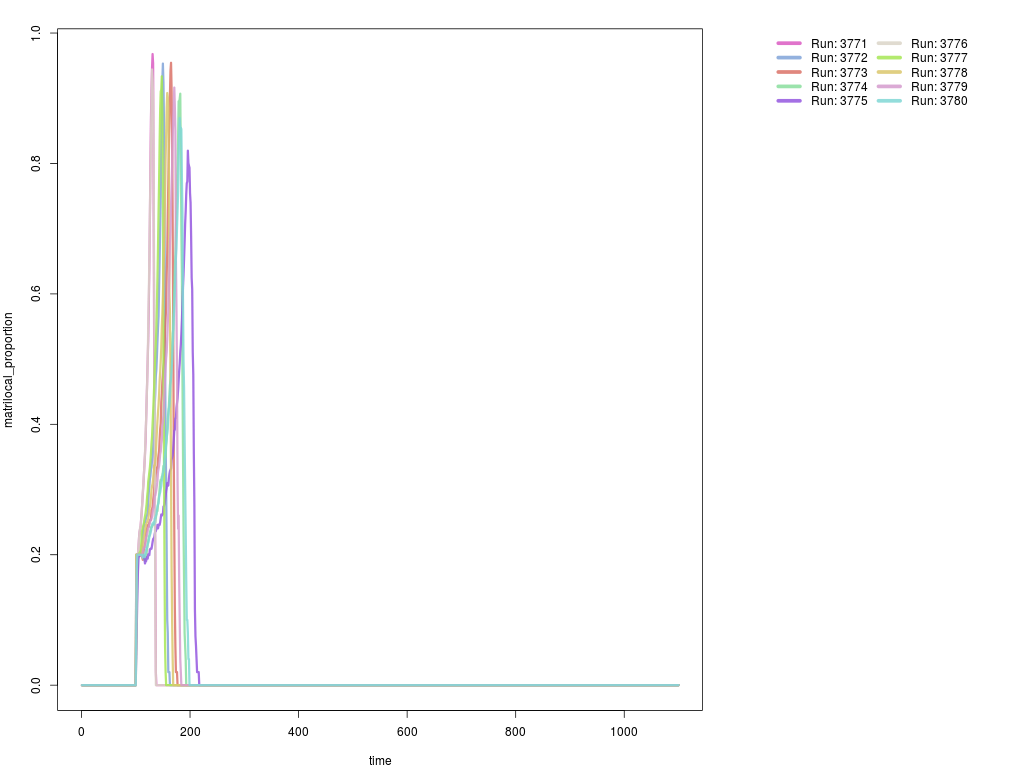 matrilocal_proportion
1.0
0.8
0.6
0.4
0.2
0.0
0 200 400 600 800 1000
time
Run: 3771 Run: 3776
Run: 3772 Run: 3777
Run: 3773 Run: 3778
Run: 3774 Run: 3779
Run: 3775 Run: 3780